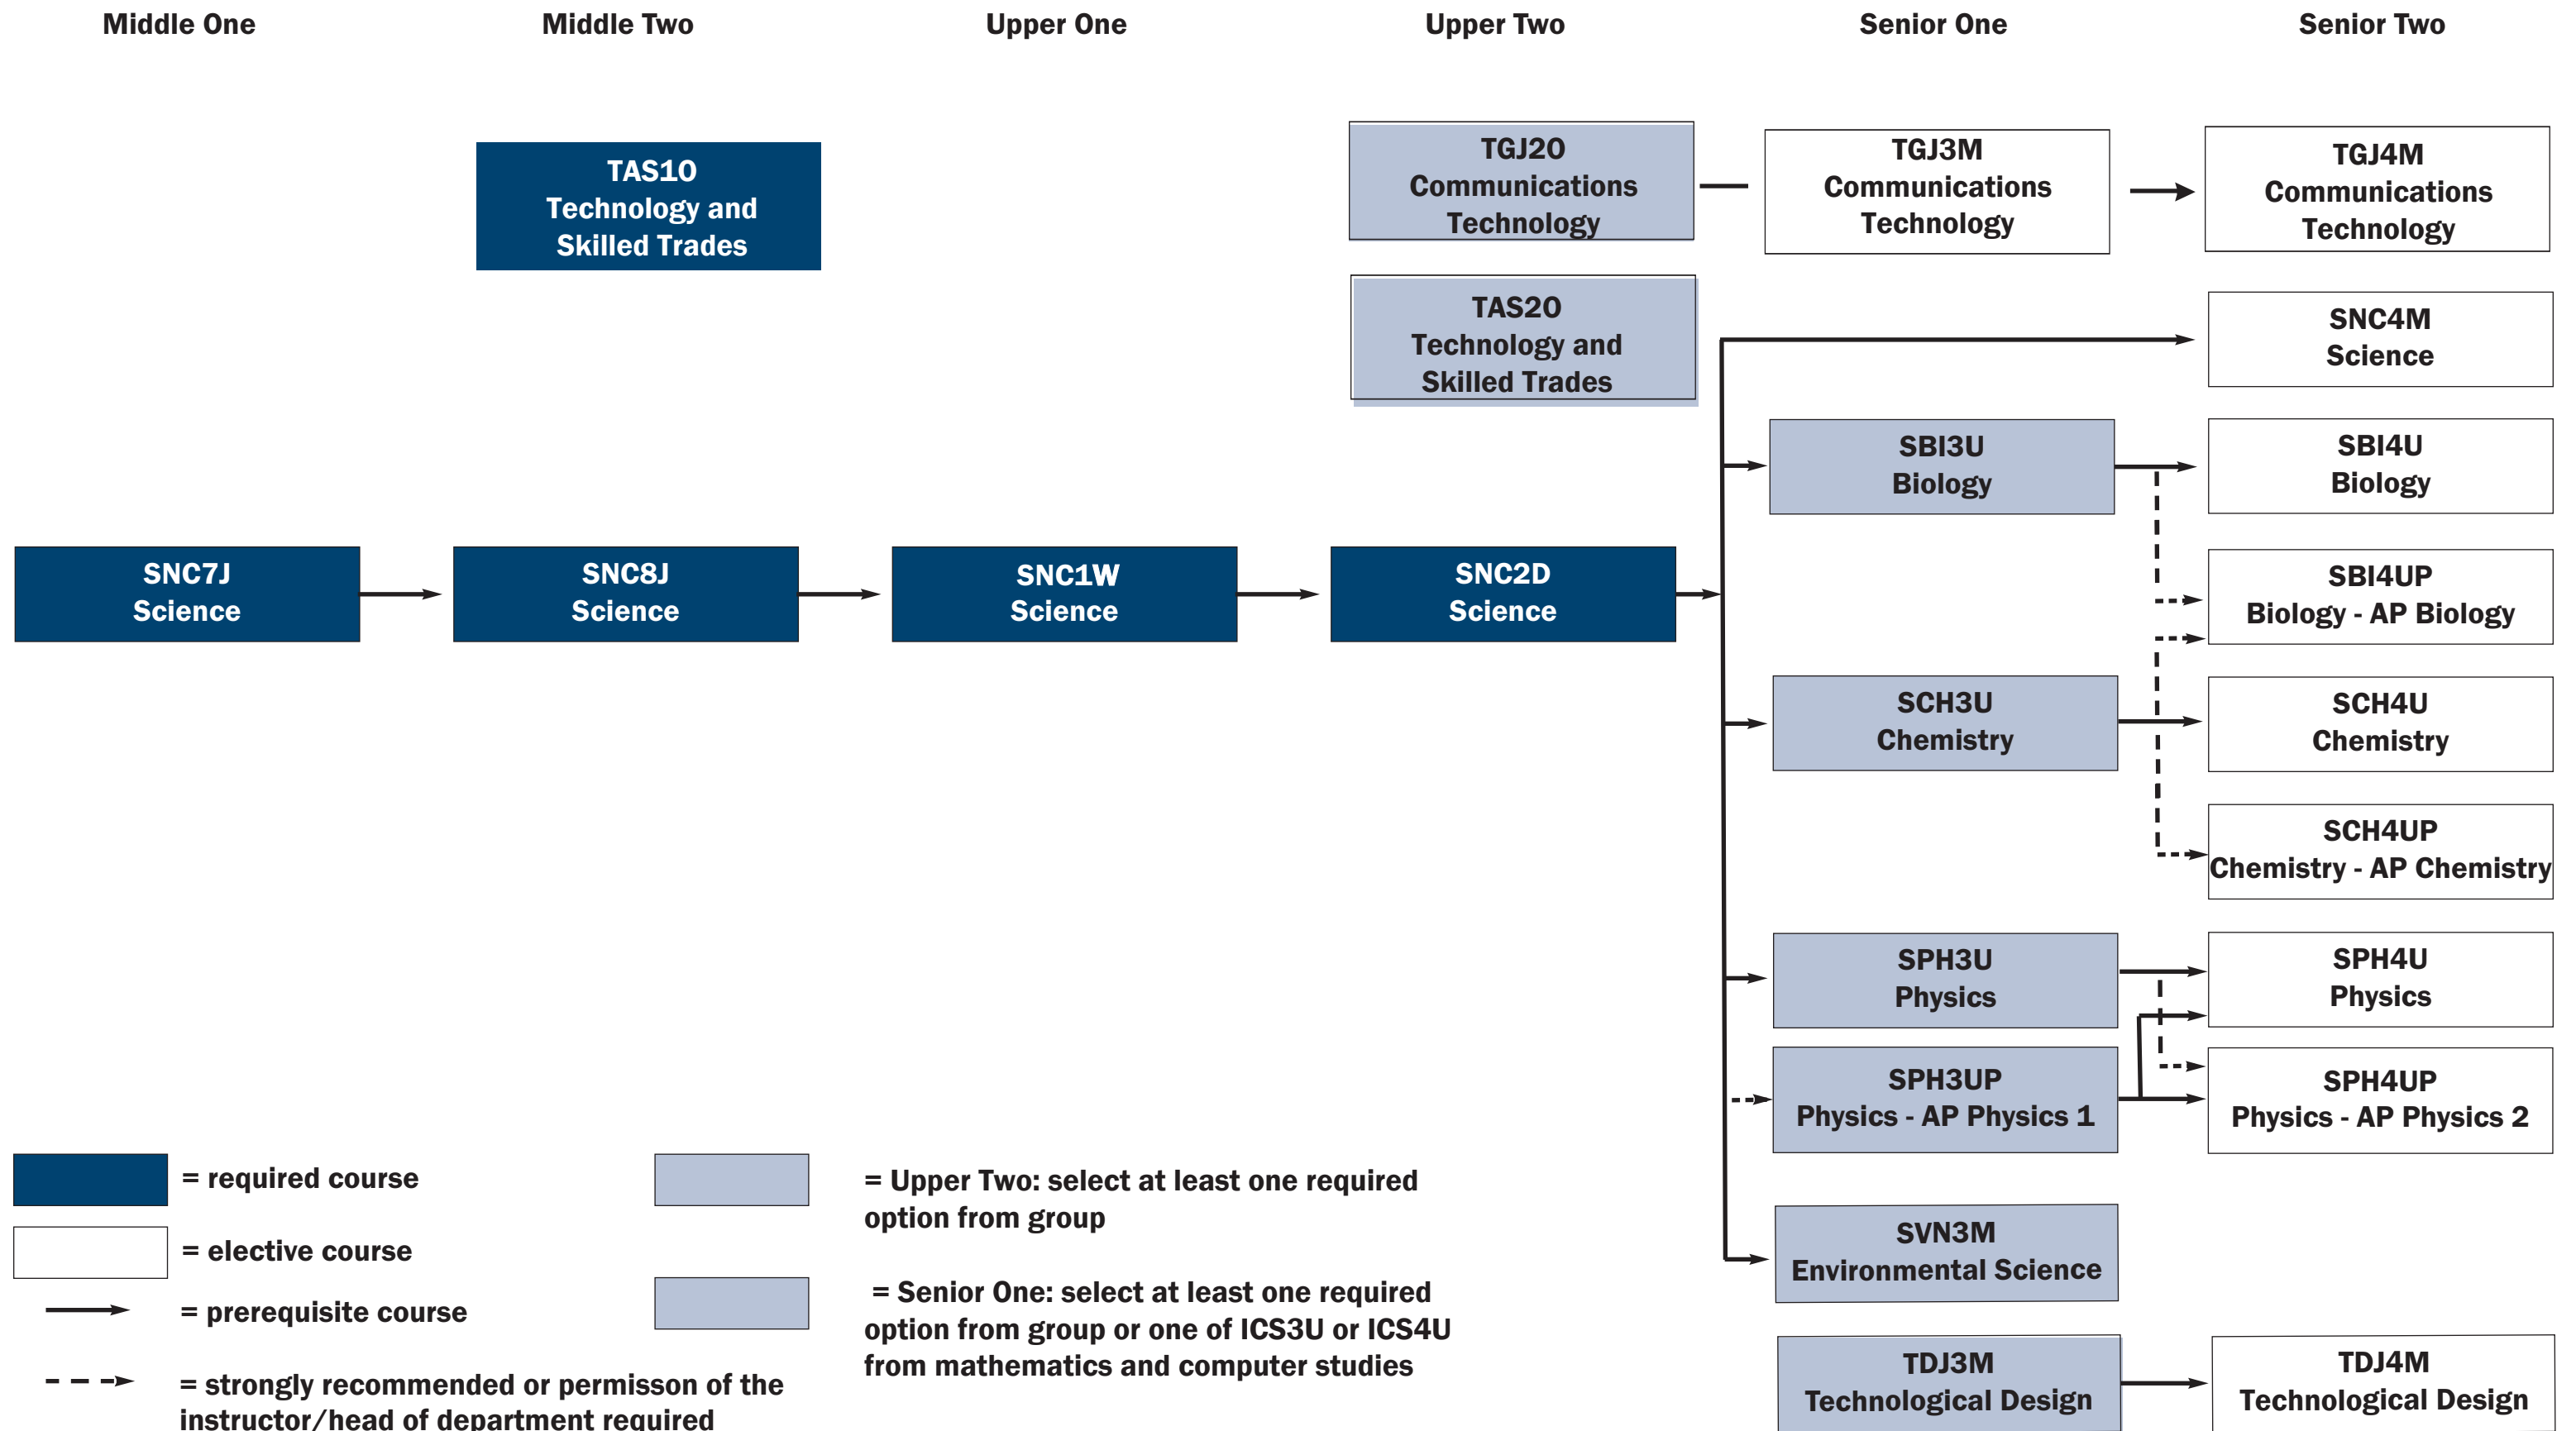 Middle One
Middle Two
Upper One
Upper Two
Senior One
Senior Two
TAS1O
Technology and
Skilled Trades
TGJ2O
Communications
Technology
TGJ3M
Communications
Technology
TGJ4M
Communications
Technology
TAS2O
Technology and
Skilled Trades
SNC4M
Science
SBI3U
Biology
SBI4U
Biology
SNC7J
Science
SNC8J
Science
SNC1W
Science
SNC2D
Science
SBI4UP
Biology - AP Biology
SCH3U
Chemistry
SCH4U
Chemistry
SCH4UP
Chemistry - AP Chemistry
SPH3U
Physics
SPH4U
Physics
SPH3UP
Physics - AP Physics 1
SPH4UP
Physics - AP Physics 2
SVN3M
Environmental Science
TDJ3M
Technological Design
TDJ4M
Technological Design
= required course
= elective course
= prerequisite course
= strongly recommended or permisson of the
instructor/head of department required
= Upper Two: select at least one required
option from group
= Senior One: select at least one required
option from group or one of ICS3U or ICS4U
from mathematics and computer studies